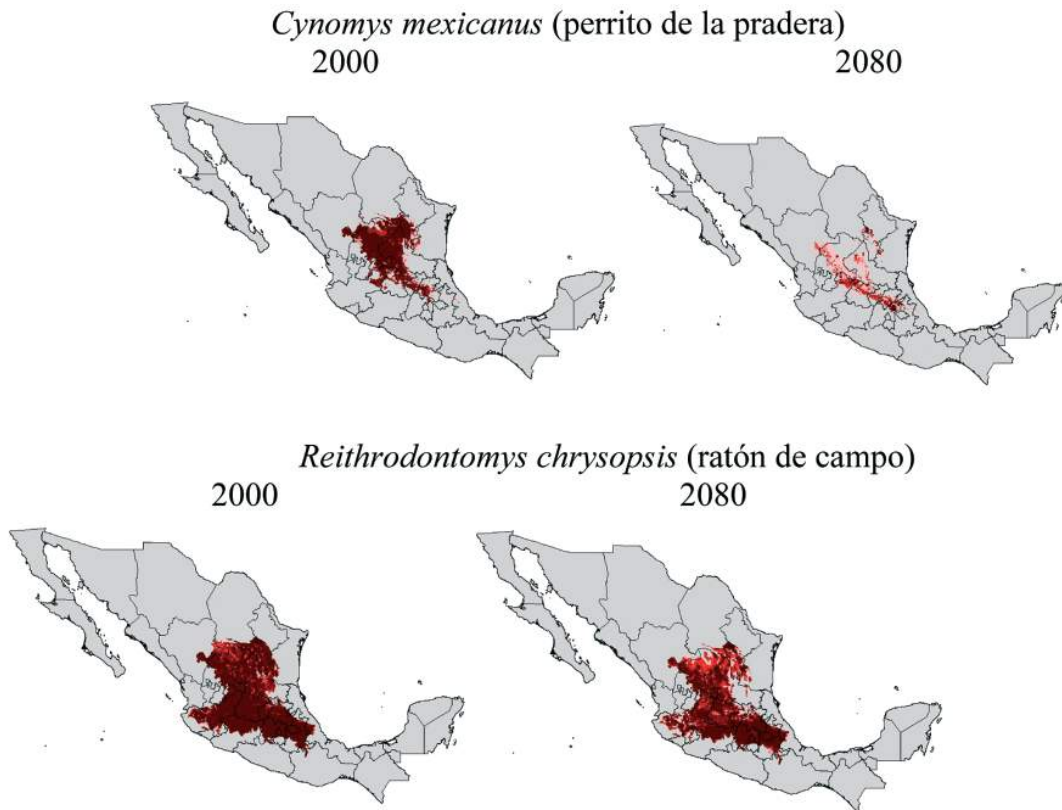 Cynomys mexicanus (perrito de la pradera)
2000 2080
Reithrodontomys chrysopsis (ratón de campo)
2000 2080